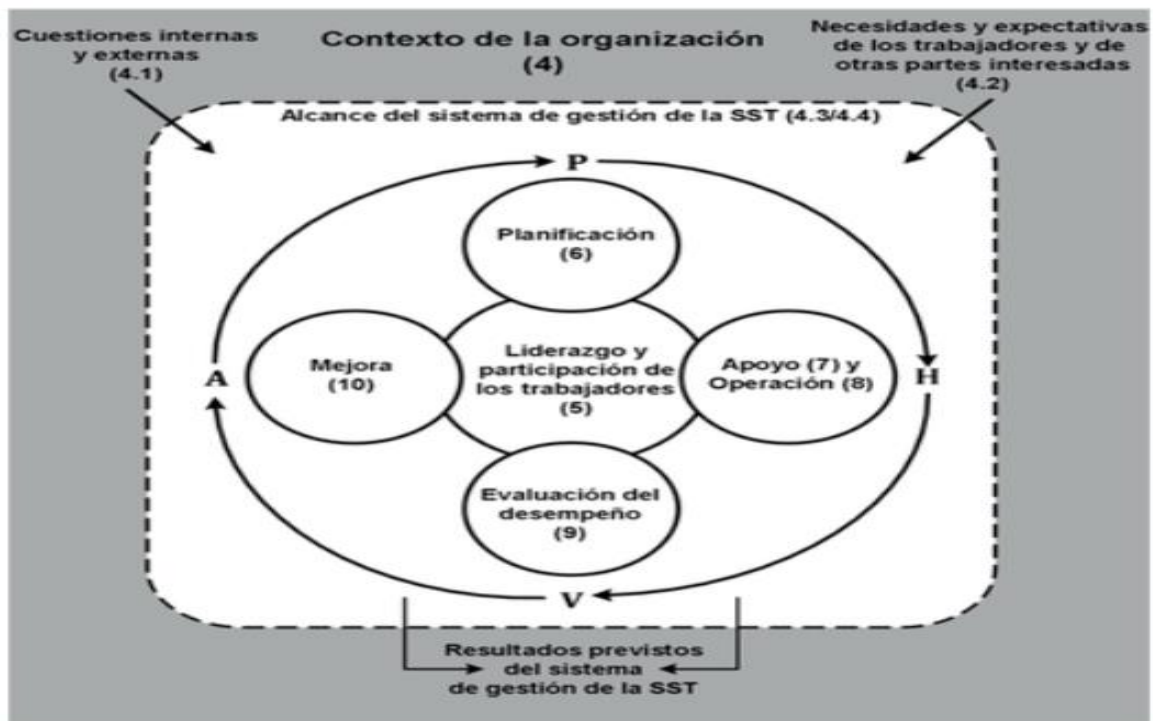 Cuestiones internas
y externas
(4.1)
Contexto de la organización
(4)
Necesidades y expectativas
de los trabajadores y de
otras partes interesadas
(4.2)
Alcance del sistema de gestión de la SST (4.3/4.4)
P
Planificación
(6)
A
Mejora
(10)
Liderazgo y
participación de
los trabajadores
(5)
Apoyo (7) y
Operación (8)
H
Evaluación del
desempeño
(9)
V
Resultados previstos
del sistema
de gestión de la SST